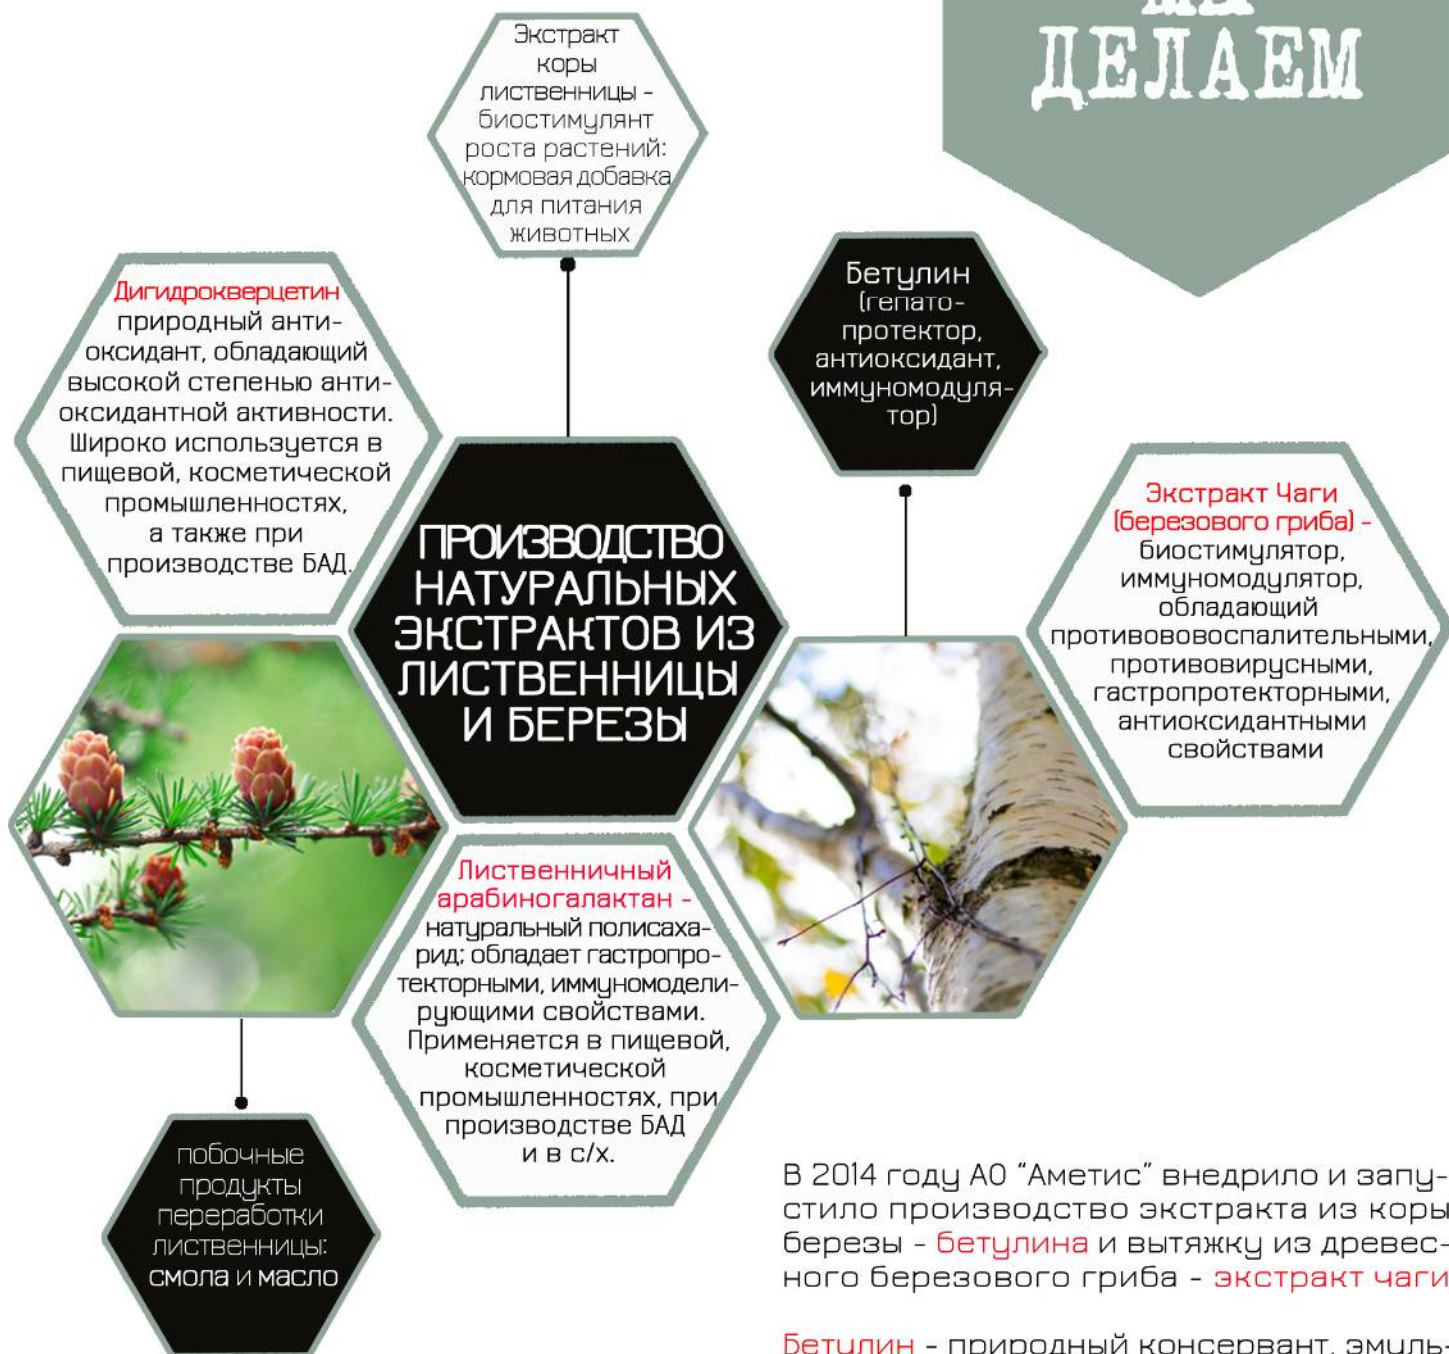 ДЕЛАЕМ
Экстракт
коры
лиственницы -
биостимулянт
роста растений:
кормовая добавка
для питания
животных
Дигидрокверцетин
природный анти-
оксидант, обладающий
высокой степенью анти-
оксидантной активности.
Широко используется в
пищевой, косметической
промышленностях,
а также при
производстве БАД.
Бетулин
(гепато-
протектор,
антиоксидант,
иммуномодуля-
тор)
ПРОИЗВОДСТВО
НАТУРАЛЬНЫХ
ЭКСТРАКТОВ ИЗ
ЛИСТВЕННИЦЫ
И БЕРЕЗЫ
Экстракт Чаги
(березового гриба) -
биостимулятор,
иммуномодулятор,
обладающий
противововоспалительными,
противовирусными,
гастропротекторными,
антиоксидантными
свойствами
Лиственничный
арабиногалактан -
натуральный полисаха-
рид; обладает гастропро-
текторными, иммуномодели-
рующими свойствами.
Применяется в пищевой,
косметической
промышленностях, при
производстве БАД
и в с/х.
побочные
продукты
переработки
лиственницы:
смола и масло
В 2014 году АО “Аметис” внедрило и запу-
стило производство экстракта из коры
березы - бетулина и вытяжку из древес-
ного березового гриба - экстракт чаги
Бетулин - природный консервант, эмуль-